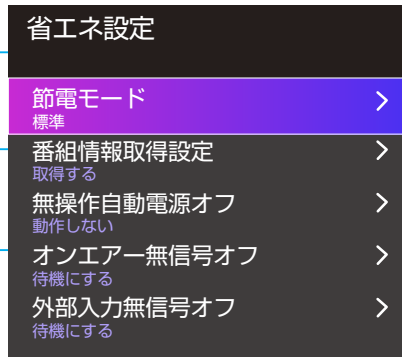 省エネ設定
節電モード
標準
番組情報取得設定
取得する
無操作自動電源オフ
動作しない
オンエアー無信号オフ
待機にする
外部入力無信号オフ
待機にする